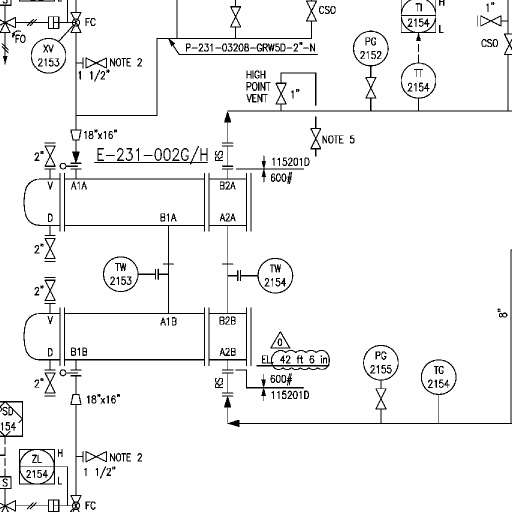 CSO
1"
TI
2154
H
L
FC
FO
XV
2153
NOTE 2
1 1/2"
P-231-03208-GRW5D-2"-N
PG
2152
CSO
HIGH
POINT
VENT
1"
TT
2154
18"x16"
NOTE 5
2"
E-231-002G/H
RS
115201D
600#
V
A1A
B2A
D
B1A
A2A
2"
TW
2153
TW
2154
2"
8"
V
A1B
B2B
0
D
B1B
A2B
EL 42 ft 6 in
PG
2155
TG
2154
2"
RS
600#
115201D
18"x16"
PSD
154
ZL
2154
H
L
NOTE 2
1 1/2"
S
FC